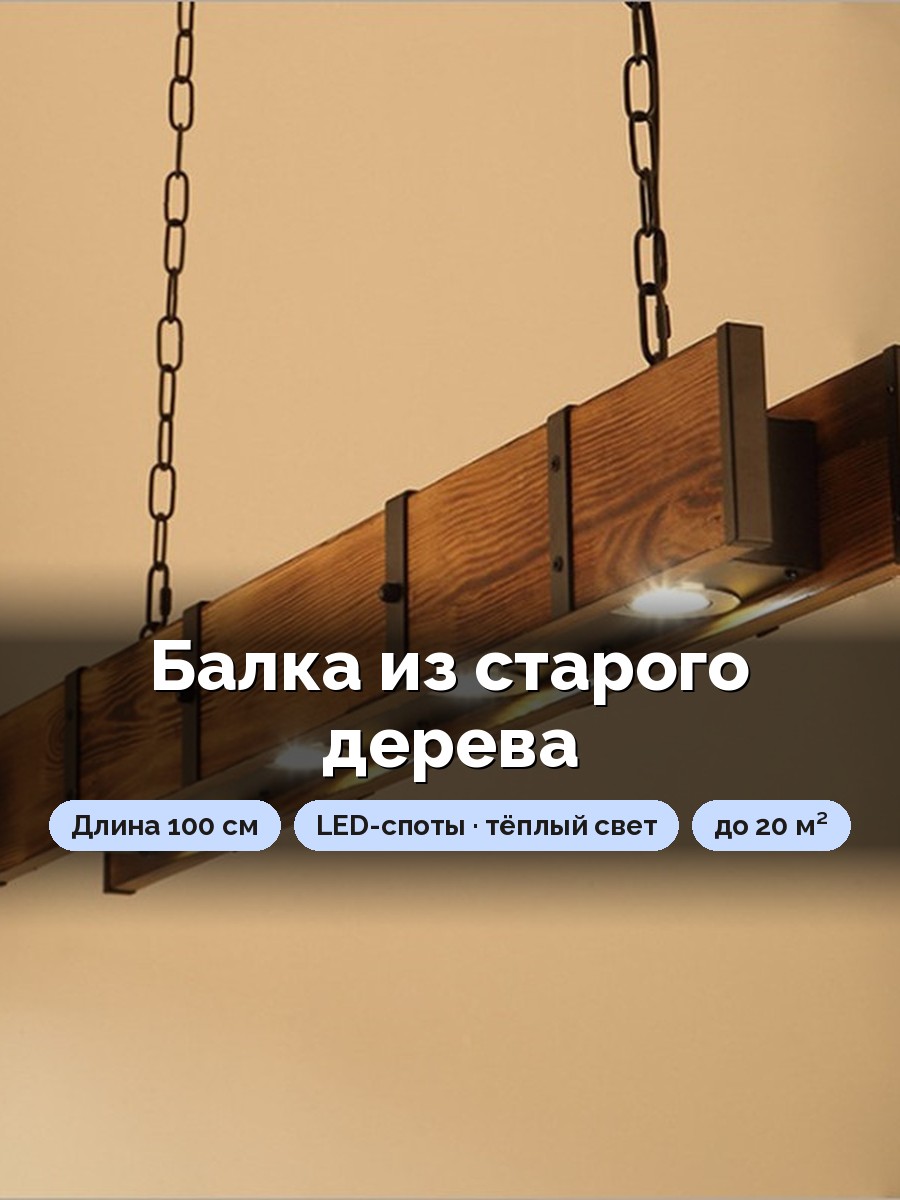 Балка из старого
дерева
Длина 100 см
LED-споты · тёплый свет
до 20 м²